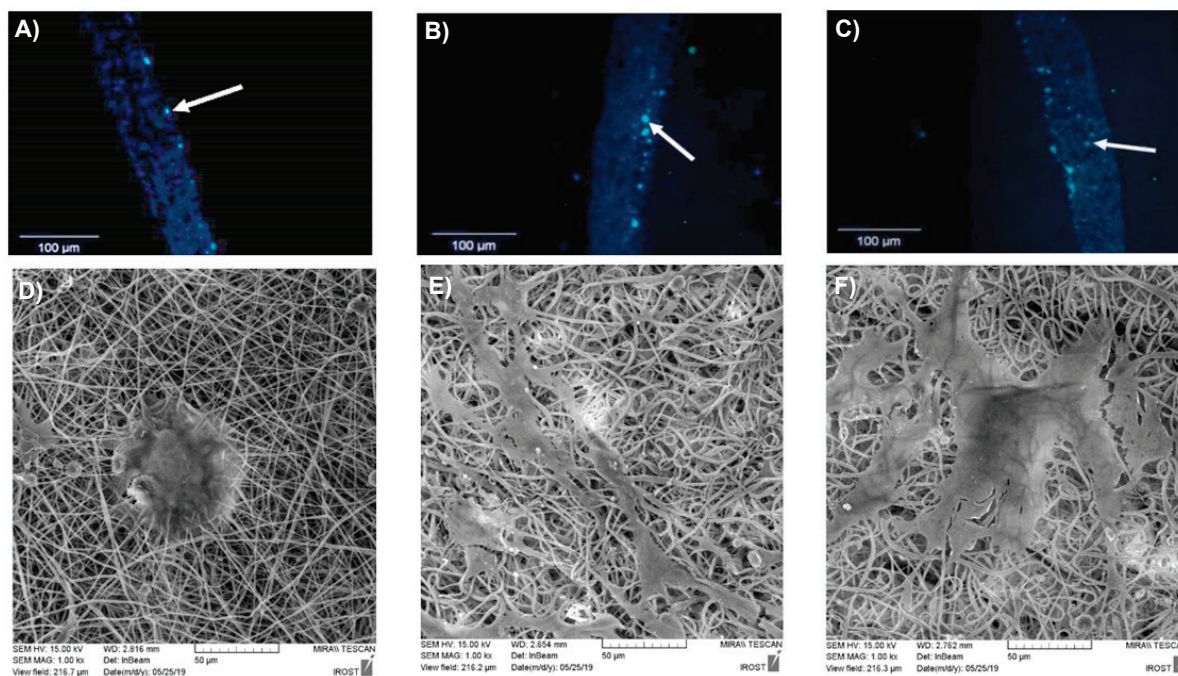 A)
100 µm
B)
100 µm
C)
100 µm
D)
SEM HV: 15.00 kV WD: 2.816 mm MIRA\\ TESCAN
SEM MAG: 1.00 kx Det: InBeam 50 µm
View field: 216.7 µm Date(m/d/y): 05/25/19 IROST
E)
SEM HV: 15.00 kV WD: 2.654 mm MIRA\\ TESCAN
SEM MAG: 1.00 kx Det: InBeam 50 µm
View field: 216.2 µm Date(m/d/y): 05/25/19 IROST
F)
SEM HV: 15.00 kV WD: 2.762 mm MIRA\\ TESCAN
SEM MAG: 1.00 kx Det: InBeam 50 µm
View field: 216.3 µm Date(m/d/y): 05/25/19 IROST